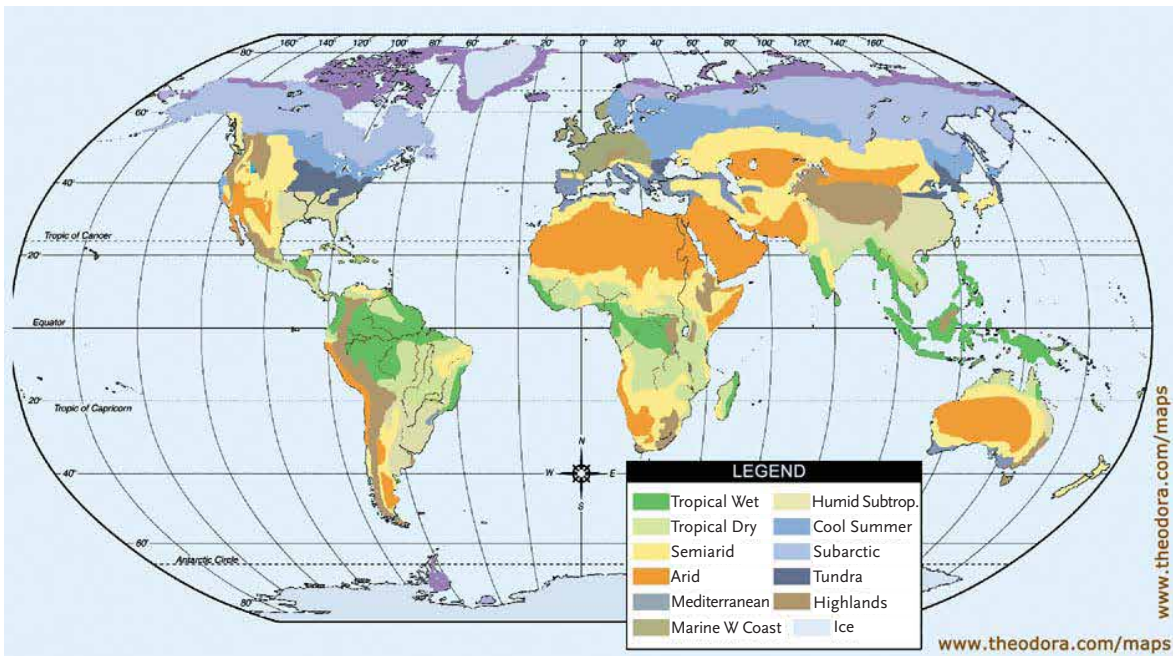 160° 140° 120° 100° 80° 60° 40° 20° 0° 20° 40° 60° 80° 100° 120° 140° 160°
80°
60°
40°
Tropic of Cancer
20°
Equator
20°
Tropic of Capricorn
40°
60°
Antarctic Circle
80°
N
W E
S
LEGEND
Tropical Wet
Tropical Dry
Semiarid
Arid
Mediterranean
Marine W Coast
Humid Subtrop.
Cool Summer
Subarctic
Tundra
Highlands
Ice
www.theodora.com/maps
www.theodora.com/maps